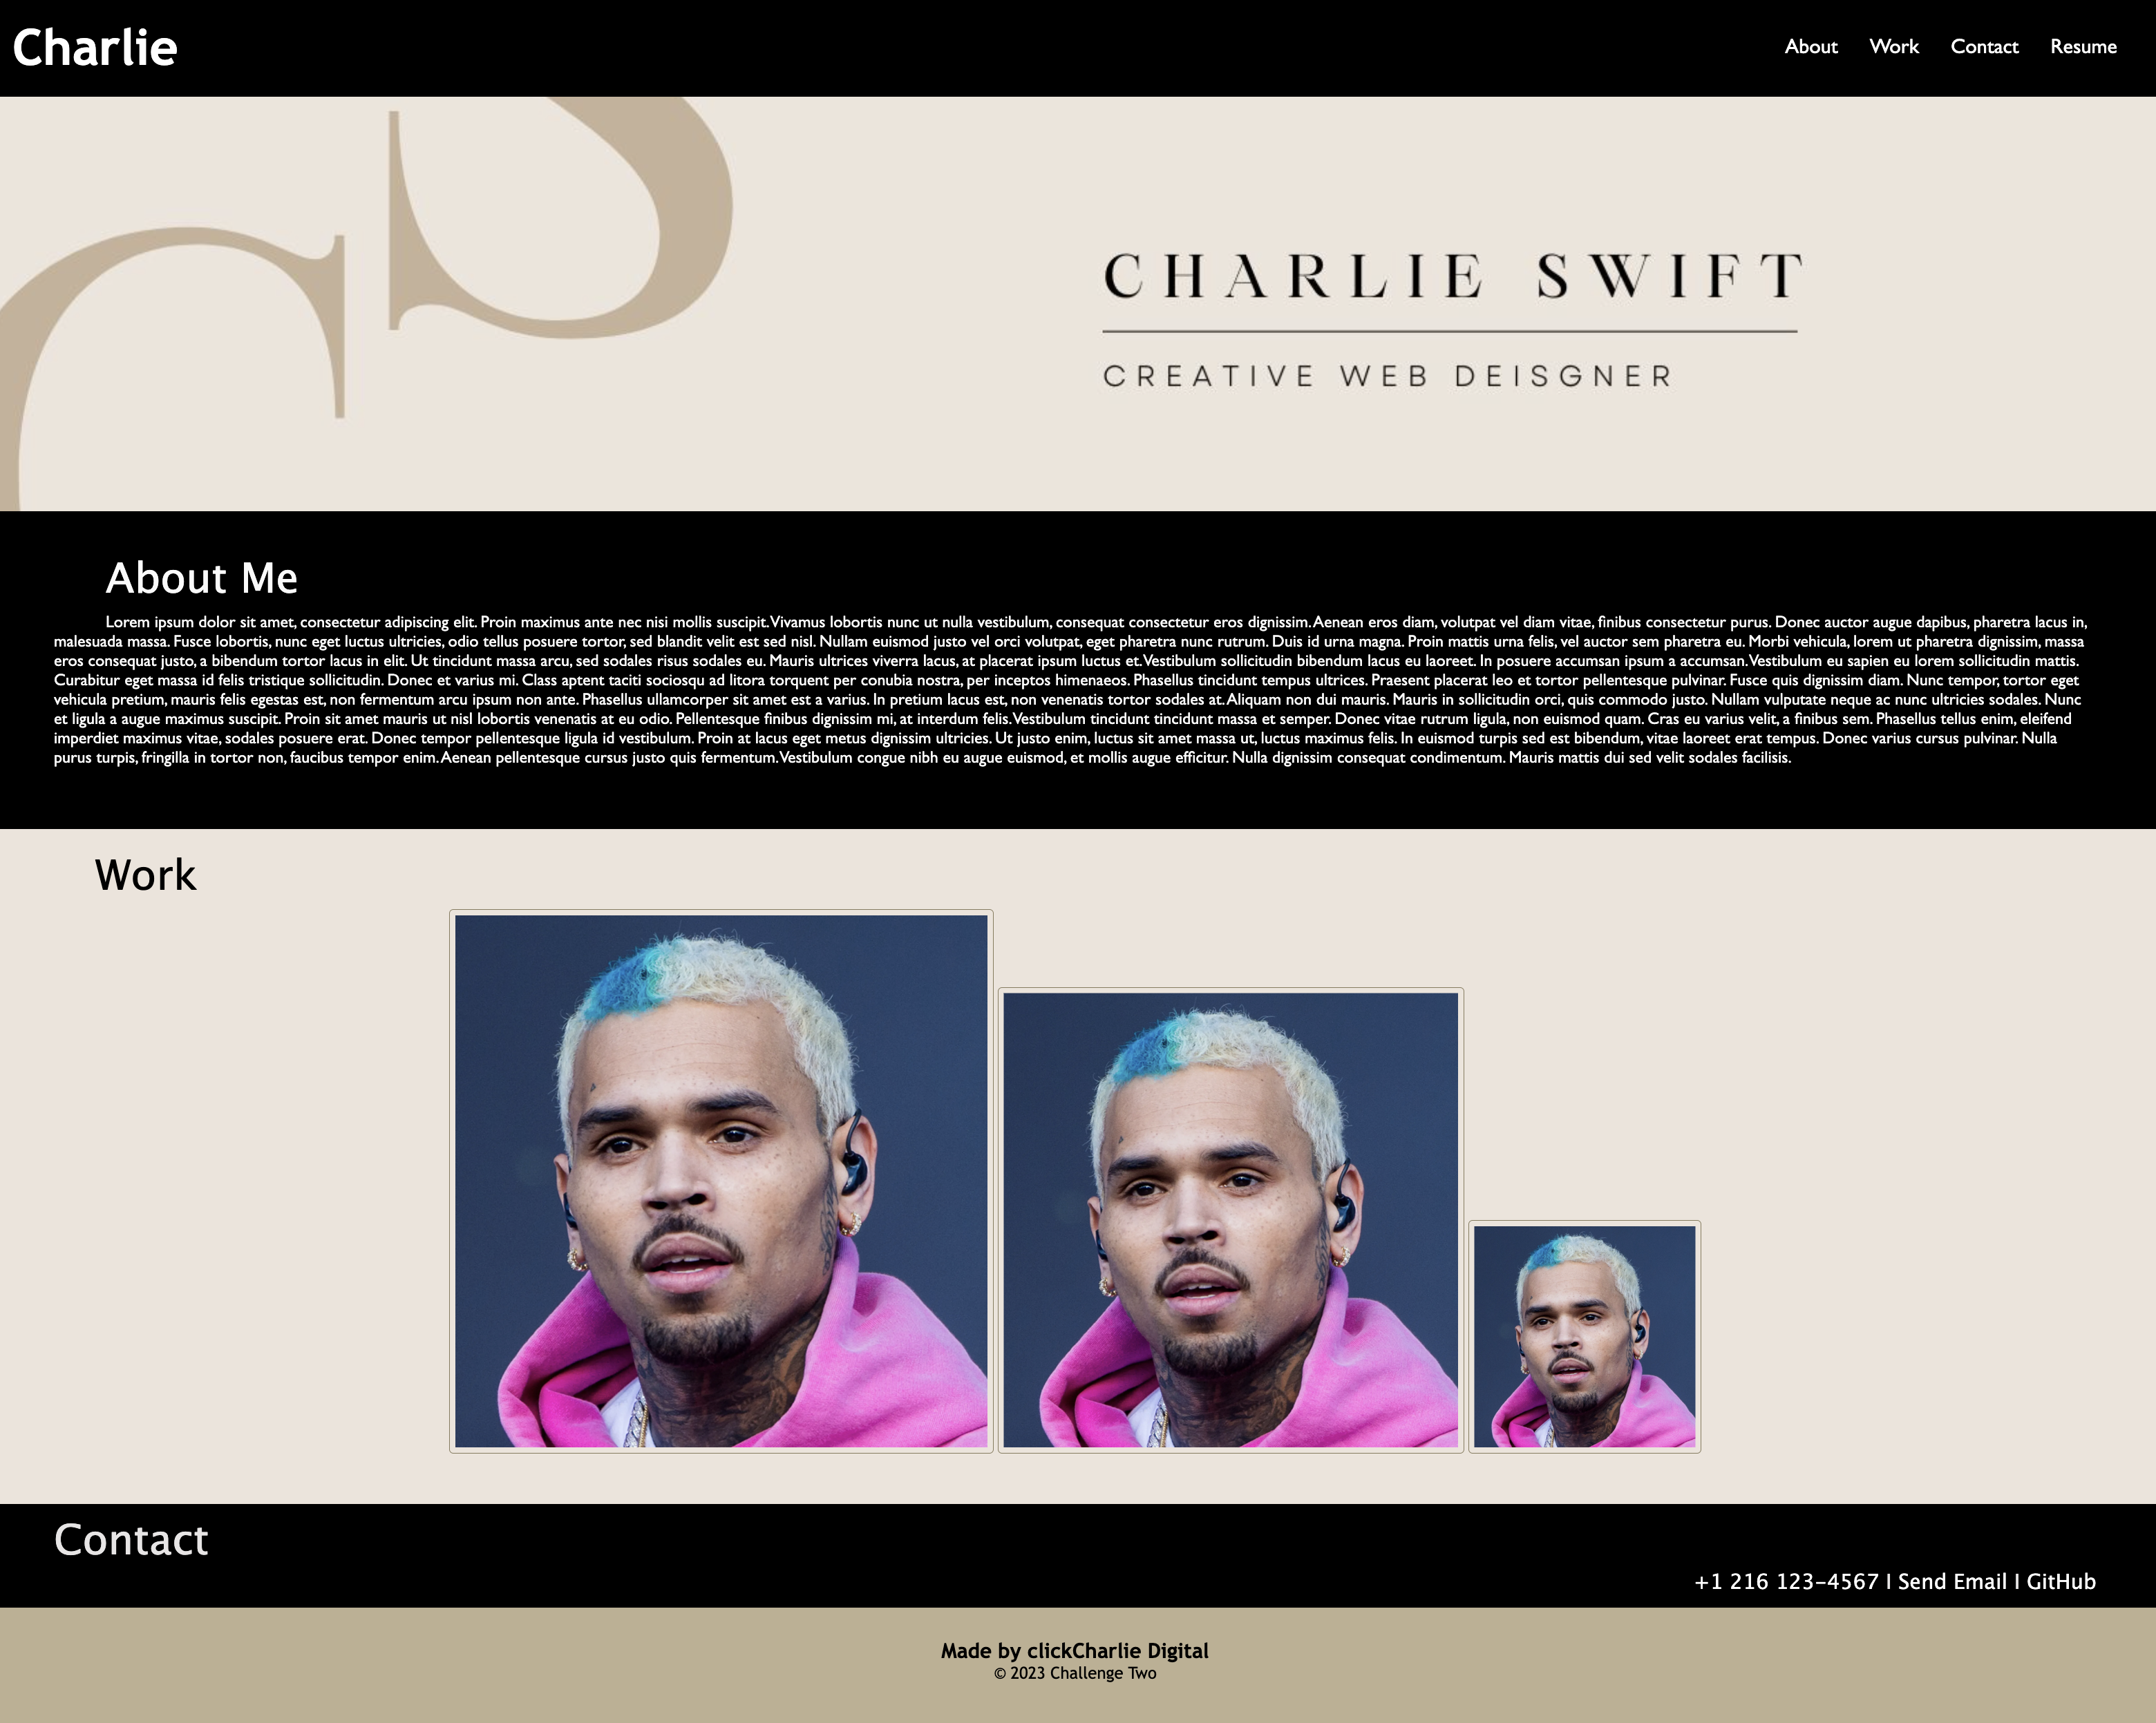 Charlie
About Work Contact Resume
CS
CHARLIE SWIFT
CREATIVE WEB DEISGNER
About Me
Lorem ipsum dolor sit amet, consectetur adipiscing elit. Proin maximus ante nec nisi mollis suscipit. Vivamus lobortis nunc ut nulla vestibulum, consequat consectetur eros dignissim. Aenean eros diam, volutpat vel diam vitae, finibus consectetur purus. Donec auctor augue dapibus, pharetra lacus in,
malesuada massa. Fusce lobortis, nunc eget luctus ultricies, odio tellus posuere tortor, sed blandit velit est sed nisl. Nullam euismod justo vel orci volutpat, eget pharetra nunc rutrum. Duis id urna magna. Proin mattis urna felis, vel auctor sem pharetra eu. Morbi vehicula, lorem ut pharetra dignissim, massa
eros consequat justo, a bibendum tortor lacus in elit. Ut tincidunt massa arcu, sed sodales risus sodales eu. Mauris ultrices viverra lacus, at placerat ipsum luctus et. Vestibulum sollicitudin bibendum lacus eu laoreet. In posuere accumsan ipsum a accumsan. Vestibulum eu sapien eu lorem sollicitudin mattis.
Curabitur eget massa id felis tristique sollicitudin. Donec et varius mi. Class aptent taciti sociosqu ad litora torquent per conubia nostra, per inceptos himenaeos. Phasellus tincidunt tempus ultrices. Praesent placerat leo et tortor pellentesque pulvinar. Fusce quis dignissim diam. Nunc tempor, tortor eget
vehicula pretium, mauris felis egestas est, non fermentum arcu ipsum non ante. Phasellus ullamcorper sit amet est a varius. In pretium lacus est, non venenatis tortor sodales at. Aliquam non dui mauris. Mauris in sollicitudin orci, quis commodo justo. Nullam vulputate neque ac nunc ultricies sodales. Nunc
et ligula a augue maximus suscipit. Proin sit amet mauris ut nisl lobortis venenatis at eu odio. Pellentesque finibus dignissim mi, at interdum felis. Vestibulum tincidunt tincidunt massa et semper. Donec vitae rutrum ligula, non euismod quam. Cras eu varius velit, a finibus sem. Phasellus tellus enim, eleifend
imperdiet maximus vitae, sodales posuere erat. Donec tempor pellentesque ligula id vestibulum. Proin at lacus eget metus dignissim ultricies. Ut justo enim, luctus sit amet massa ut, luctus maximus felis. In euismod turpis sed est bibendum, vitae laoreet erat tempus. Donec varius cursus pulvinar. Nulla
purus turpis, fringilla in tortor non, faucibus tempor enim. Aenean pellentesque cursus justo quis fermentum. Vestibulum congue nibh eu augue euismod, et mollis augue efficitur. Nulla dignissim consequat condimentum. Mauris mattis dui sed velit sodales facilisis.
Work
Contact
+1 216 123-4567 | Send Email | GitHub
Made by clickCharlie Digital
© 2023 Challenge Two